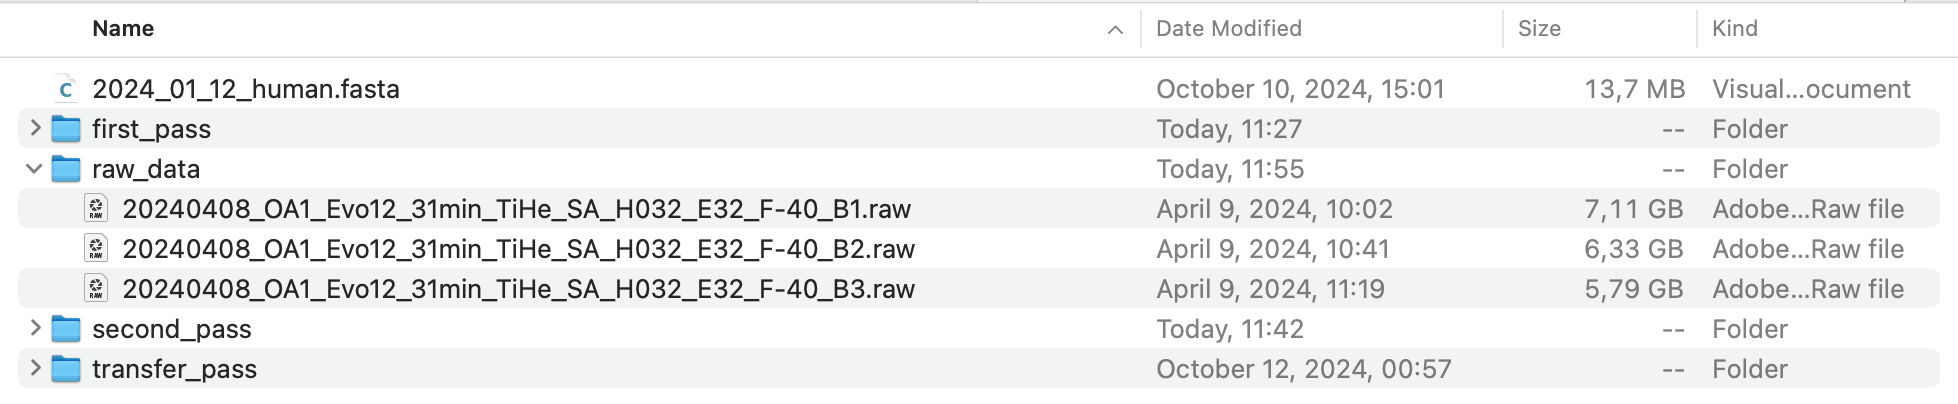 Name Date Modified Size Kind
C 2024_01_12_human.fasta October 10, 2024, 15:01 13,7 MB Visual...ocument
first_pass Today, 11:27 -- Folder
raw_data Today, 11:55 -- Folder
RAW 20240408_OA1_Evo12_31min_TiHe_SA_H032_E32_F-40_B1.raw April 9, 2024, 10:02 7,11 GB Adobe...Raw file
RAW 20240408_OA1_Evo12_31min_TiHe_SA_H032_E32_F-40_B2.raw April 9, 2024, 10:41 6,33 GB Adobe...Raw file
RAW 20240408_OA1_Evo12_31min_TiHe_SA_H032_E32_F-40_B3.raw April 9, 2024, 11:19 5,79 GB Adobe...Raw file
second_pass Today, 11:42 -- Folder
transfer_pass October 12, 2024, 00:57 -- Folder